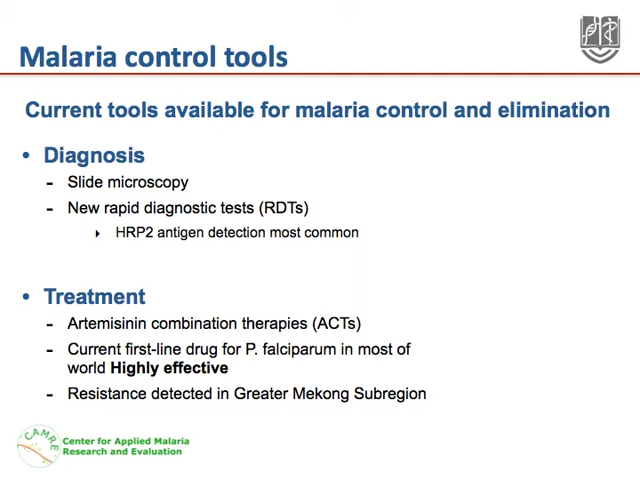 Malaria control tools
Current tools available for malaria control and elimination
• Diagnosis
- Slide microscopy
- New rapid diagnostic tests (RDTs)
HRP2 antigen detection most common
• Treatment
- Artemisinin combination therapies (ACTs)
- Current first-line drug for P. falciparum in most of
world Highly effective
- Resistance detected in Greater Mekong Subregion
CAMRE
Center for Applied Malaria
Research and Evaluation